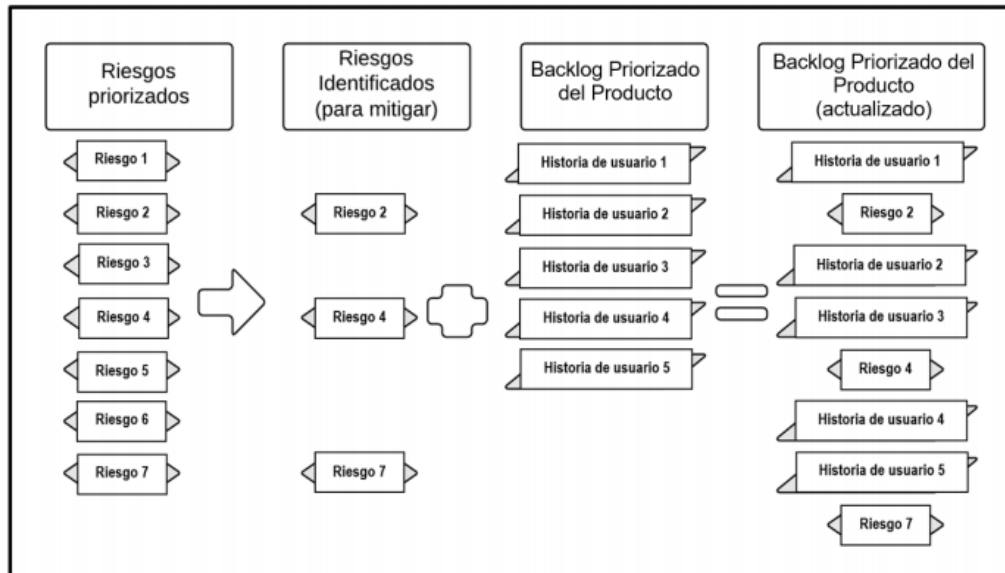 Riesgos
priorizados
Riesgo 1
Riesgo 2
Riesgo 3
Riesgo 4
Riesgo 5
Riesgo 6
Riesgo 7
Riesgos
Identificados
(para mitigar)
Riesgo 2
Riesgo 4
Riesgo 7
Backlog Priorizado
del Producto
Historia de usuario 1
Historia de usuario 2
Historia de usuario 3
Historia de usuario 4
Historia de usuario 5
Backlog Priorizado del
Producto
(actualizado)
Historia de usuario 1
Riesgo 2
Historia de usuario 2
Historia de usuario 3
Riesgo 4
Historia de usuario 4
Historia de usuario 5
Riesgo 7